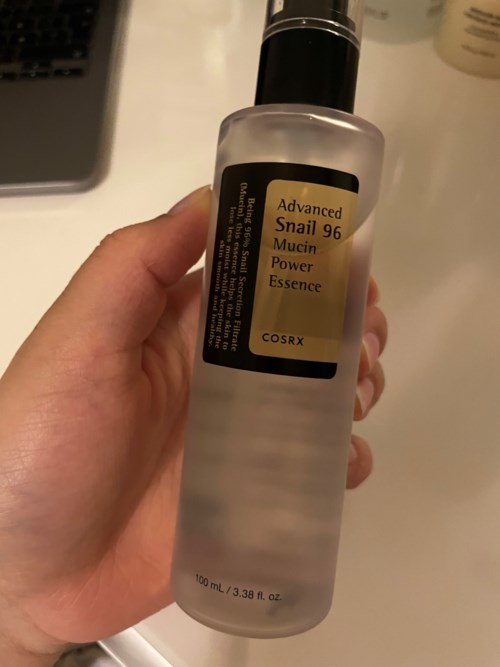 Advanced
Snail 96
Mucin
Power
Essence
COSRX
Being 96% Snail Secretion Filtrate
(Mucin), this essence helps the skin to
lose less moist while keeping the
skin smooth and healthy.
100 mL / 3.38 fl. oz.